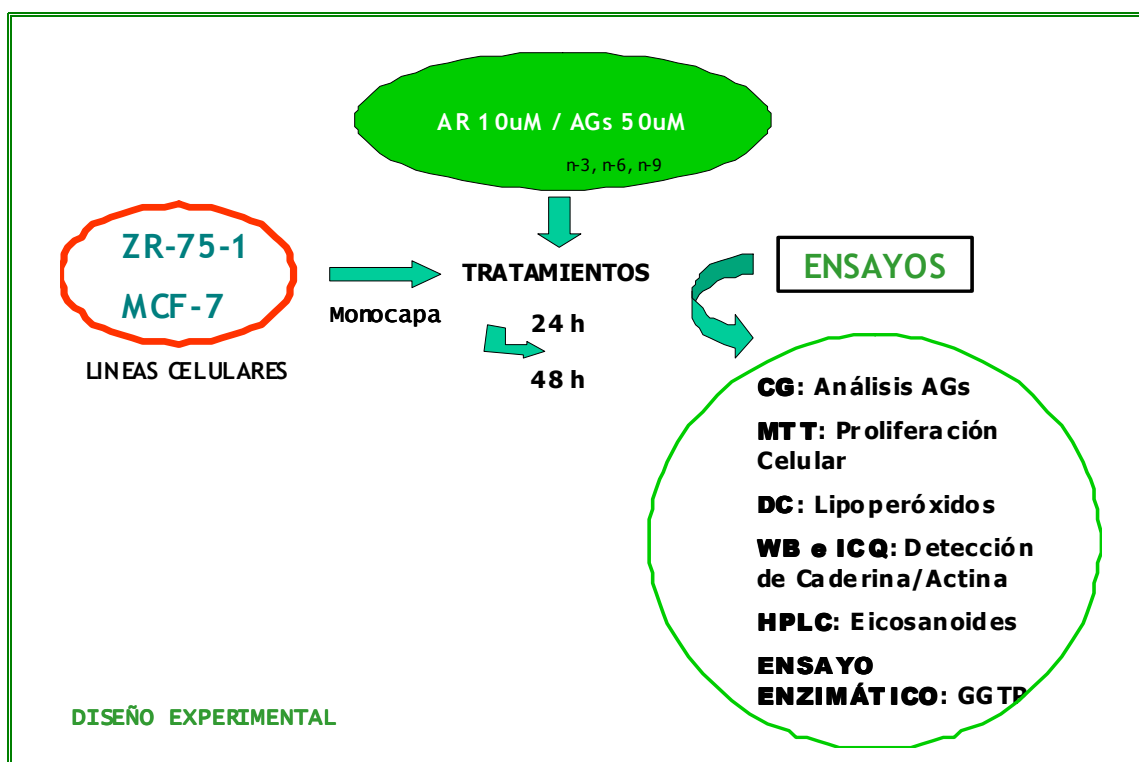 AR 10uM / AGs 50uM
n-3, n-6, n-9
ZR-75-1
MCF-7
LINEAS CELULARES
Monocapa
TRATAMIENTOS
24 h
48 h
ENSAYOS
CG: Análisis AGs
MTT: Proliferación
Celular
DC: Lipoperóxidos
WB e ICQ: Detección
de Caderina/Actina
HPLC: Eicosanoides
ENSAYO
ENZIMÁTICO: GGTP
DISEÑO EXPERIMENTAL